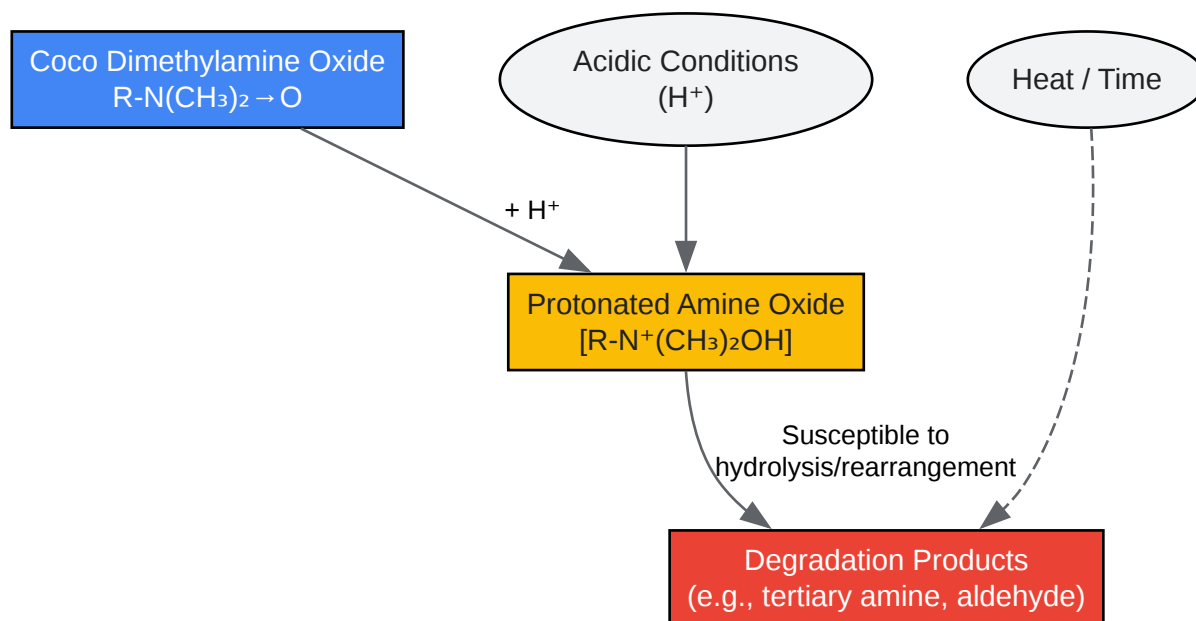 Coco Dimethylamine Oxide
R-N(CH₃)₂→O
Acidic Conditions
(H⁺)
Heat / Time
+ H⁺
Protonated Amine Oxide
[R-N⁺(CH₃)₂OH]
Susceptible to
hydrolysis/rearrangement
Degradation Products
(e.g., tertiary amine, aldehyde)